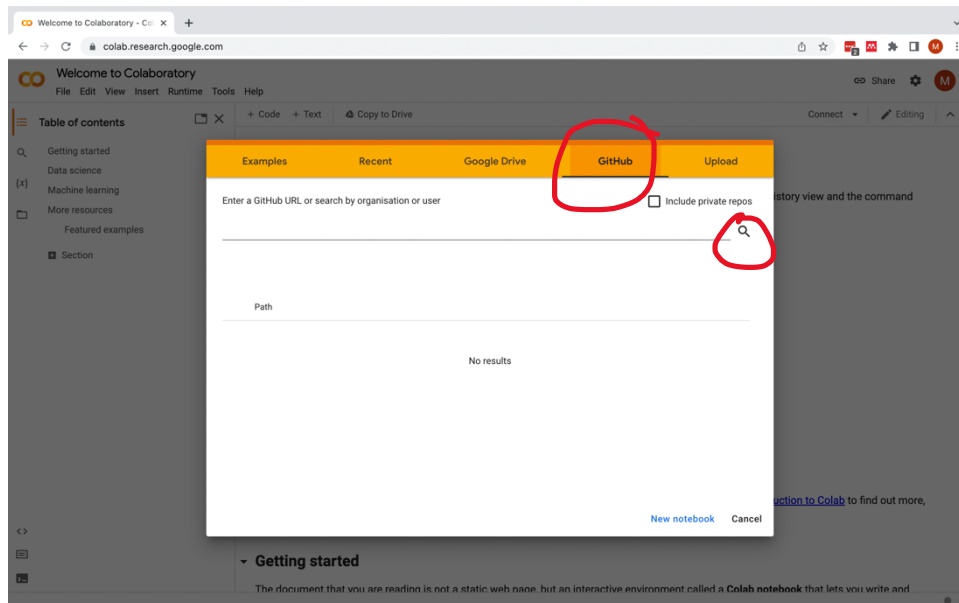 Welcome to Colaboratory - Col
colab.research.google.com
2
M
Welcome to Colaboratory
File Edit View Insert Runtime Tools Help
Share
M
Table of contents
+ Code + Text Copy to Drive
Connect
Editing
Getting started
Data science
{x}
Machine learning
More resources
Featured examples
Section
Examples Recent Google Drive GitHub Upload
Enter a GitHub URL or search by organisation or user
Include private repos
istory view and the command
Path
No results
uction to Colab to find out more,
New notebook Cancel
Getting started
The document that you are reading is not a static web page, but an interactive environment called a Colab notebook that lets you write and